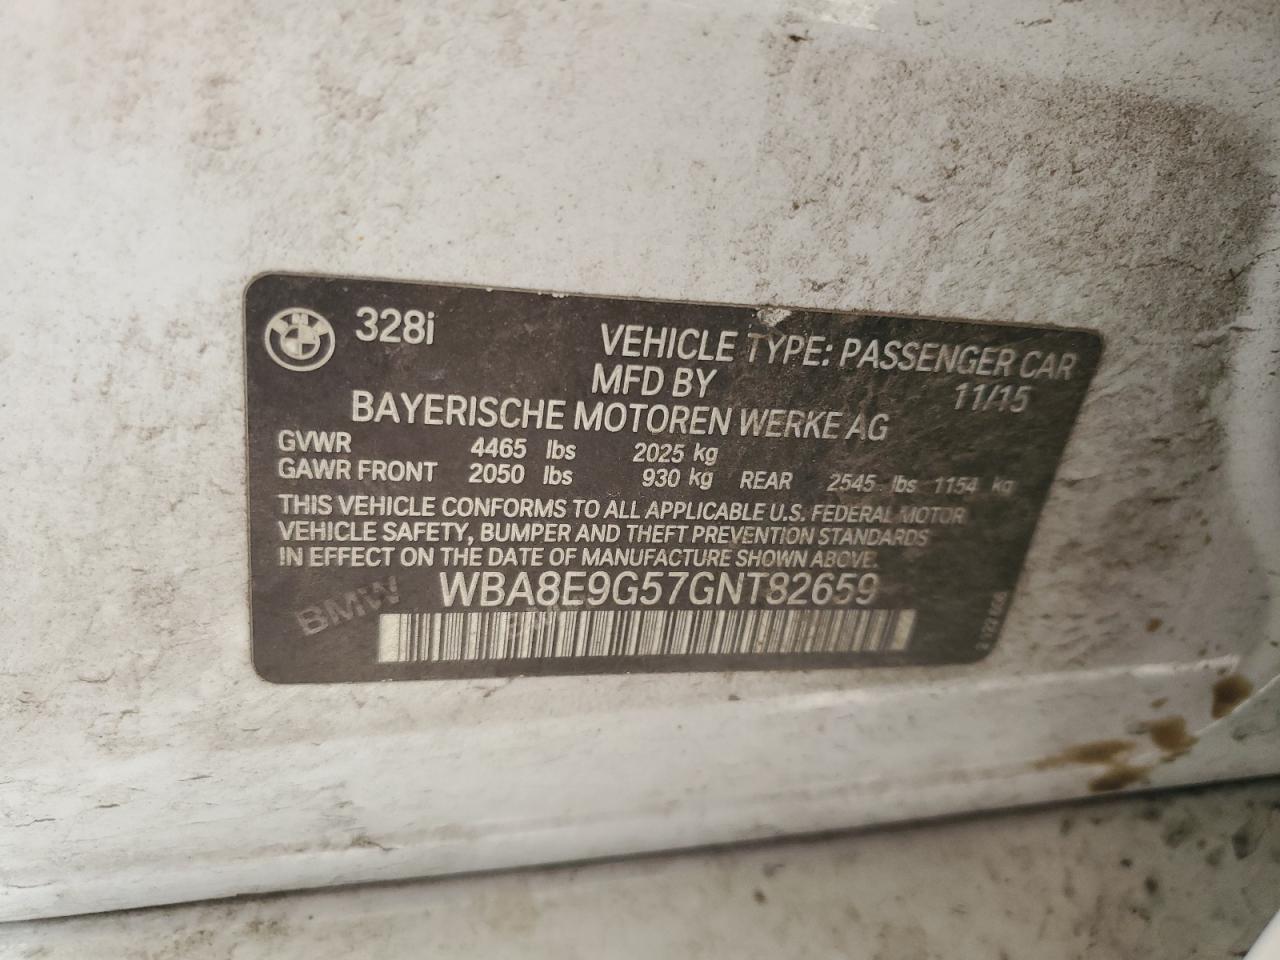 328i
VEHICLE TYPE: PASSENGER CAR
MFD BY 11/15
BAYERISCHE MOTOREN WERKE AG
GVWR 4465 lbs 2025 kg
GAWR FRONT 2050 lbs 930 kg REAR 2545 lbs 1154 kg
THIS VEHICLE CONFORMS TO ALL APPLICABLE U.S. FEDERAL MOTOR
VEHICLE SAFETY, BUMPER AND THEFT PREVENTION STANDARDS
IN EFFECT ON THE DATE OF MANUFACTURE SHOWN ABOVE.
WBA8E9G57GNT82659
BMW